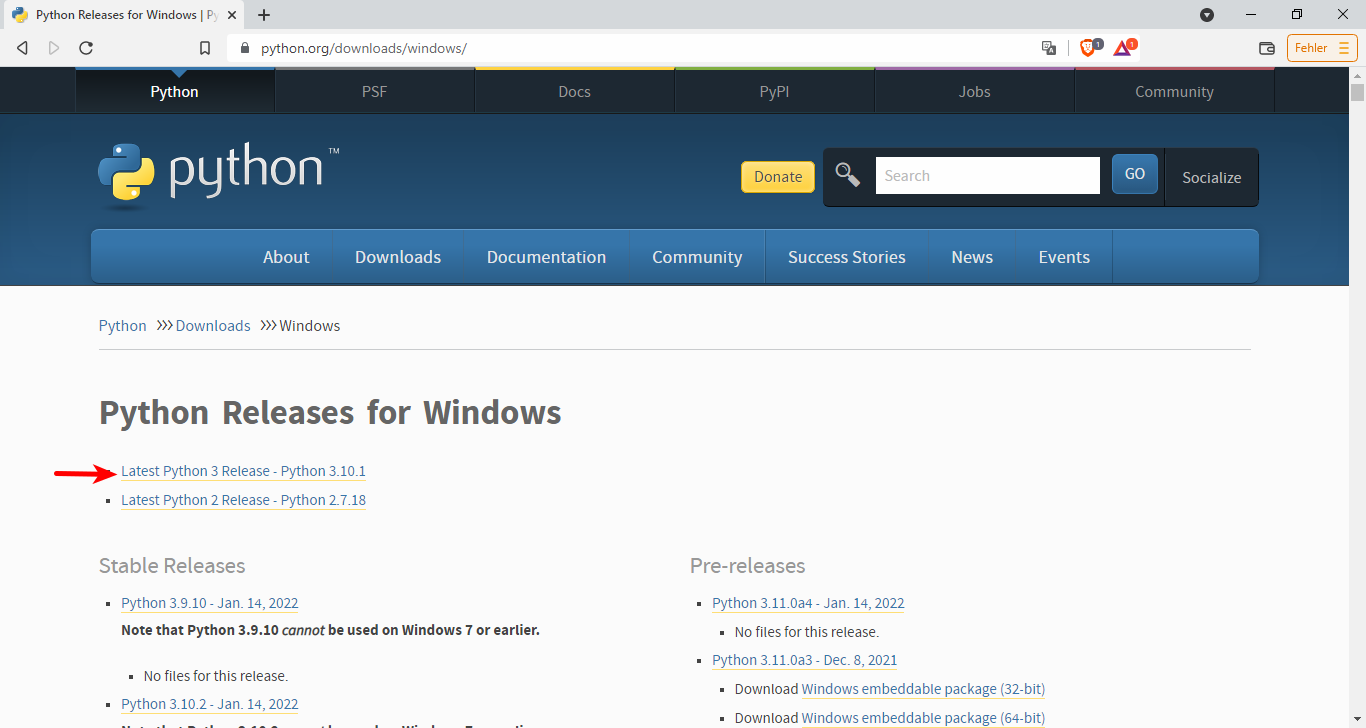 Python Releases for Windows | Py
python.org/downloads/windows/
1
1
Fehler
Python
PSF
Docs
PyPI
Jobs
Community
python™
Donate
Search
GO
Socialize
About
Downloads
Documentation
Community
Success Stories
News
Events
Python
Downloads
Windows
Python Releases for Windows
Latest Python 3 Release - Python 3.10.1
Latest Python 2 Release - Python 2.7.18
Stable Releases
Python 3.9.10 - Jan. 14, 2022
Note that Python 3.9.10 cannot be used on Windows 7 or earlier.
No files for this release.
Python 3.10.2 - Jan. 14, 2022
Pre-releases
Python 3.11.0a4 - Jan. 14, 2022
No files for this release.
Python 3.11.0a3 - Dec. 8, 2021
Download Windows embeddable package (32-bit)
Download Windows embeddable package (64-bit)